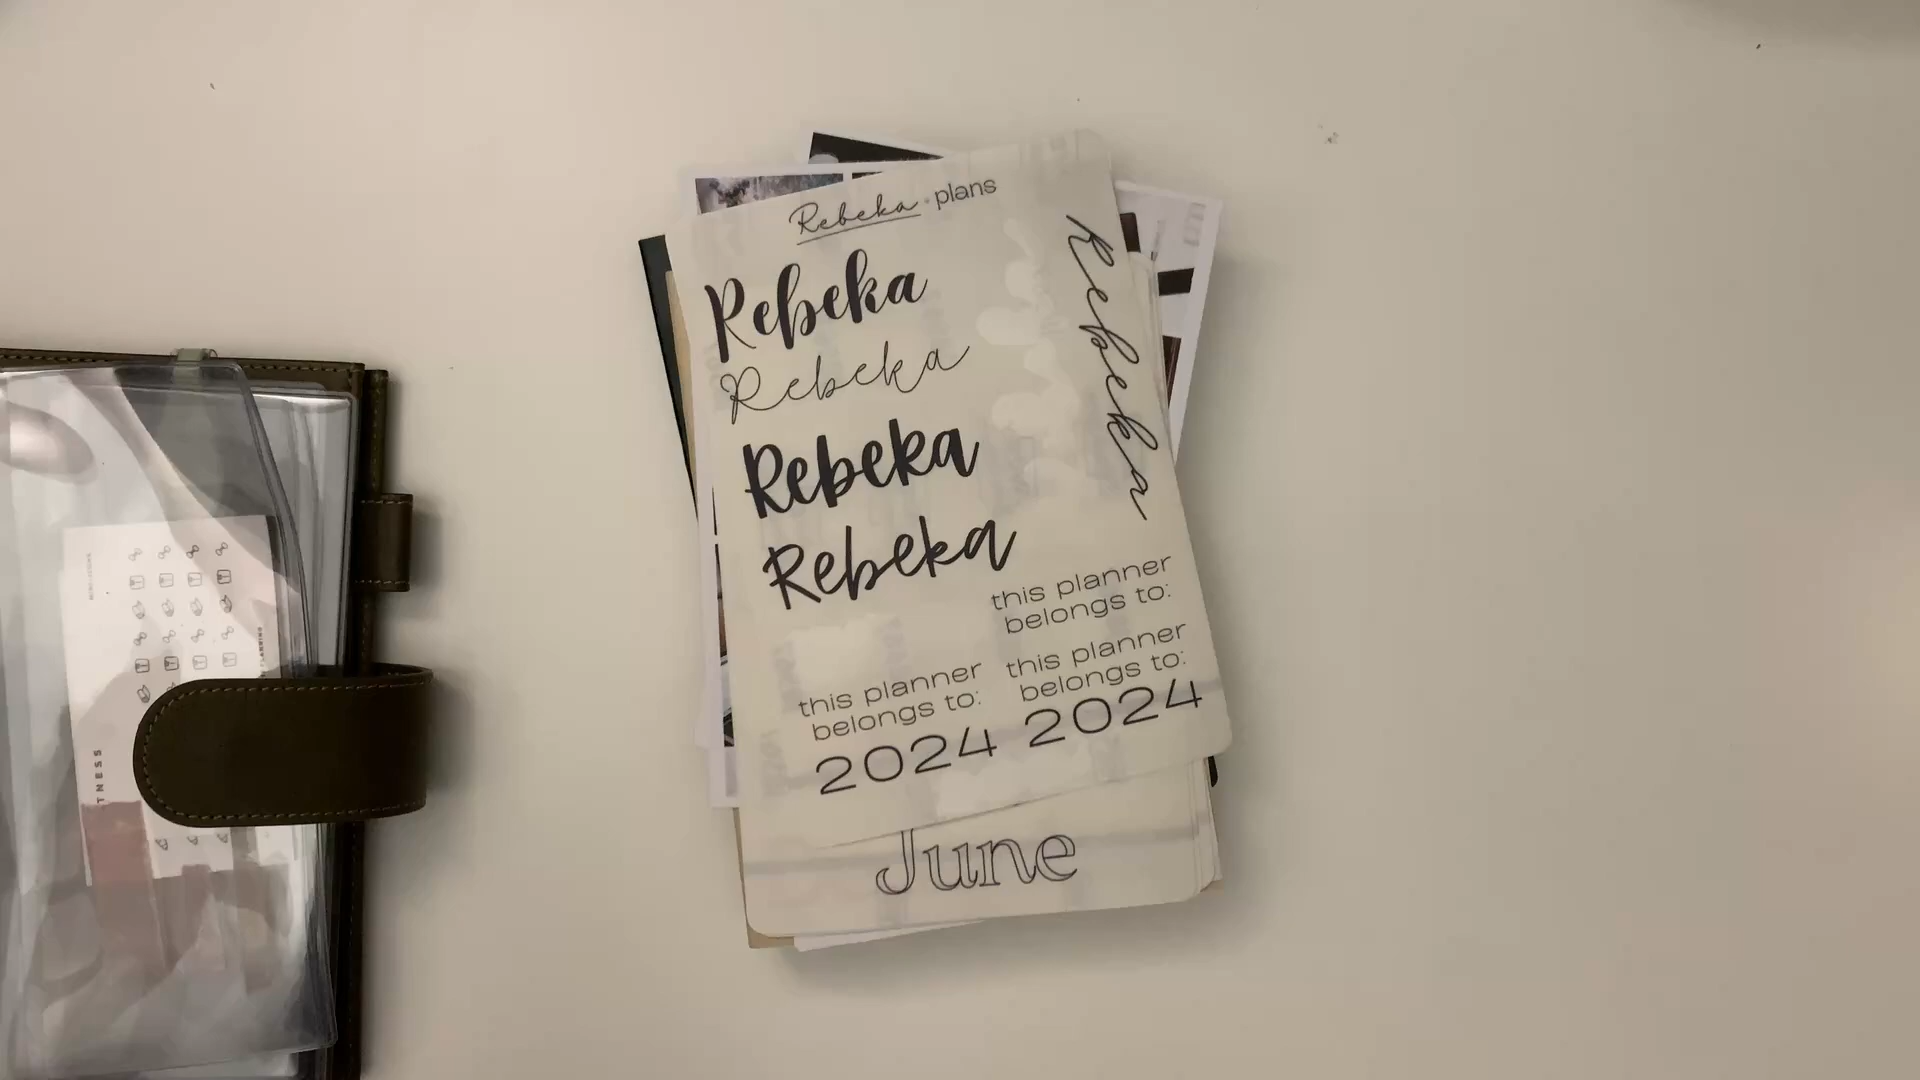 Rebeka • plans
Rebeka
Rebeka
Rebeka
Rebeka
Rebeka
this planner
belongs to:
this planner
belongs to:
2024
this planner
belongs to:
2024
June
TNESS